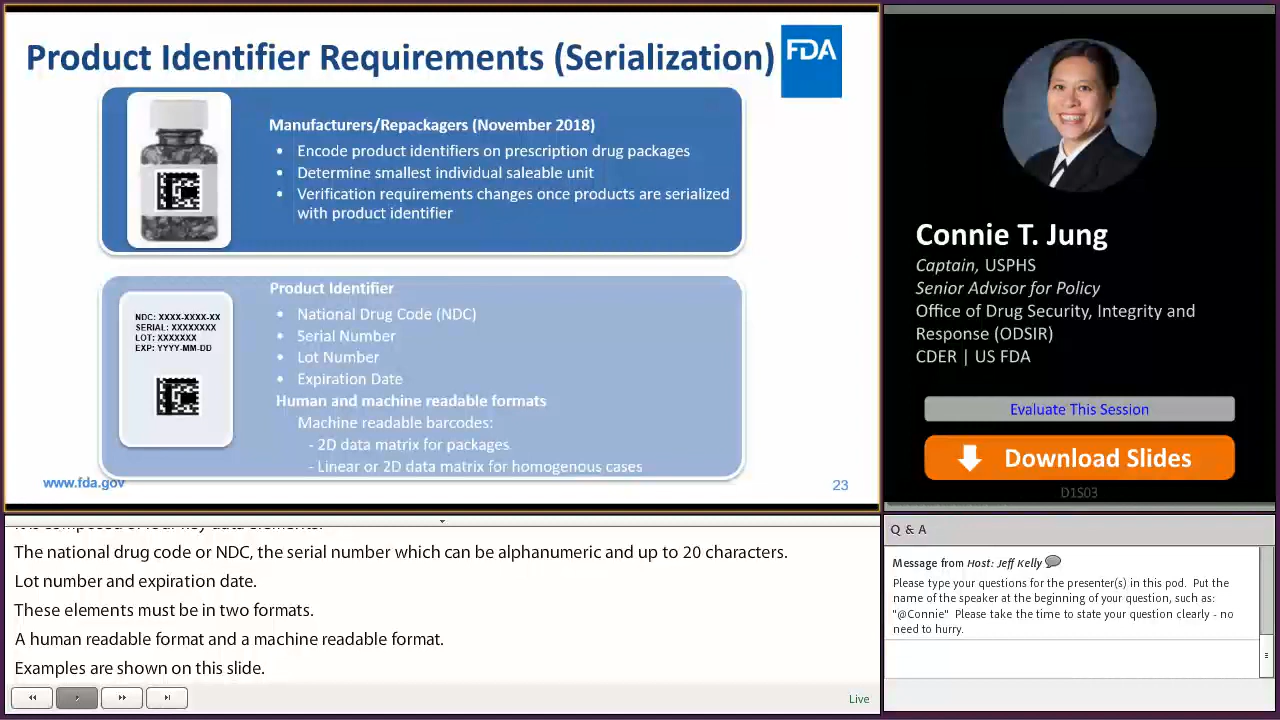 Product Identifier Requirements (Serialization)
FDA
Manufacturers/Repackagers (November 2018)
• Encode product identifiers on prescription drug packages
• Determine smallest individual saleable unit
• Verification requirements changes once products are serialized
with product identifier
NDC: XXXX-XXXX-XX
SERIAL: XXXXXXXX
LOT: XXXXXXX
EXP: YYYY-MM-DD
Product Identifier
• National Drug Code (NDC)
• Serial Number
• Lot Number
• Expiration Date
Human and machine readable formats
Machine readable barcodes:
- 2D data matrix for packages
- Linear or 2D data matrix for homogenous cases
www.fda.gov
23
Connie T. Jung
Captain, USPHS
Senior Advisor for Policy
Office of Drug Security, Integrity and
Response (ODSIR)
CDER | US FDA
Evaluate This Session
Download Slides
D1S03
It is composed of four key data elements.
The national drug code or NDC, the serial number which can be alphanumeric and up to 20 characters.
Lot number and expiration date.
These elements must be in two formats.
A human readable format and a machine readable format.
Examples are shown on this slide.
Live
Q & A
Message from Host: Jeff Kelly
Please type your questions for the presenter(s) in this pod. Put the
name of the speaker at the beginning of your question, such as:
"@Connie" Please take the time to state your question clearly - no
need to hurry.